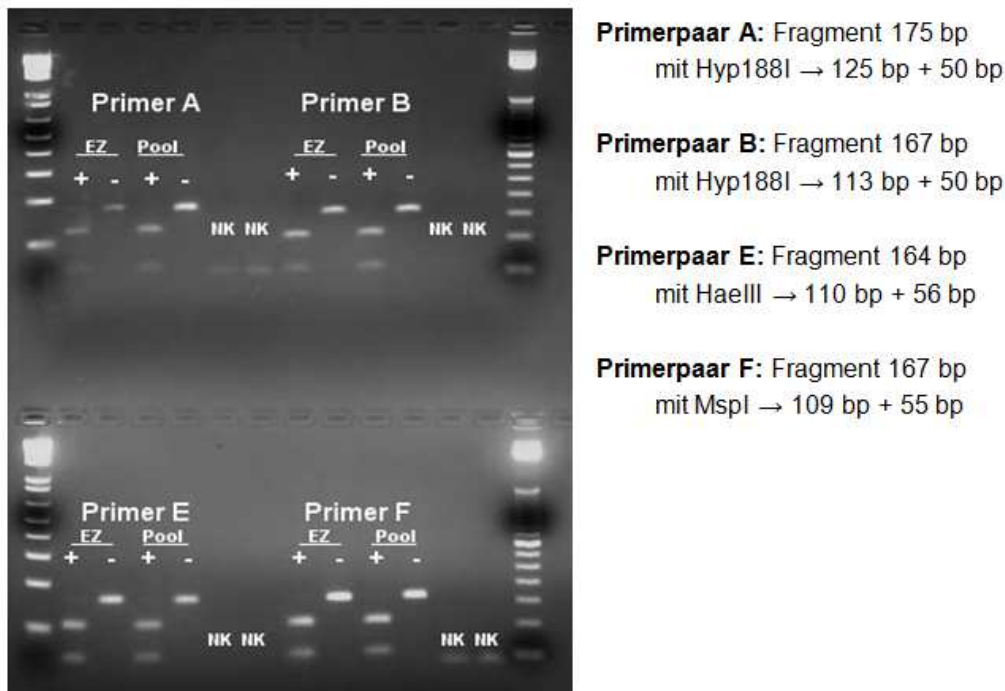 Primer A Primer B
EZ Pool EZ Pool
+ - + - + - + -
NK NK NK NK
Primer E Primer F
EZ Pool EZ Pool
+ - + - + - + -
NK NK NK NK
Primerpaar A: Fragment 175 bp
mit Hyp188I → 125 bp + 50 bp
Primerpaar B: Fragment 167 bp
mit Hyp188I → 113 bp + 50 bp
Primerpaar E: Fragment 164 bp
mit HaeIII → 110 bp + 56 bp
Primerpaar F: Fragment 167 bp
mit MspI → 109 bp + 55 bp